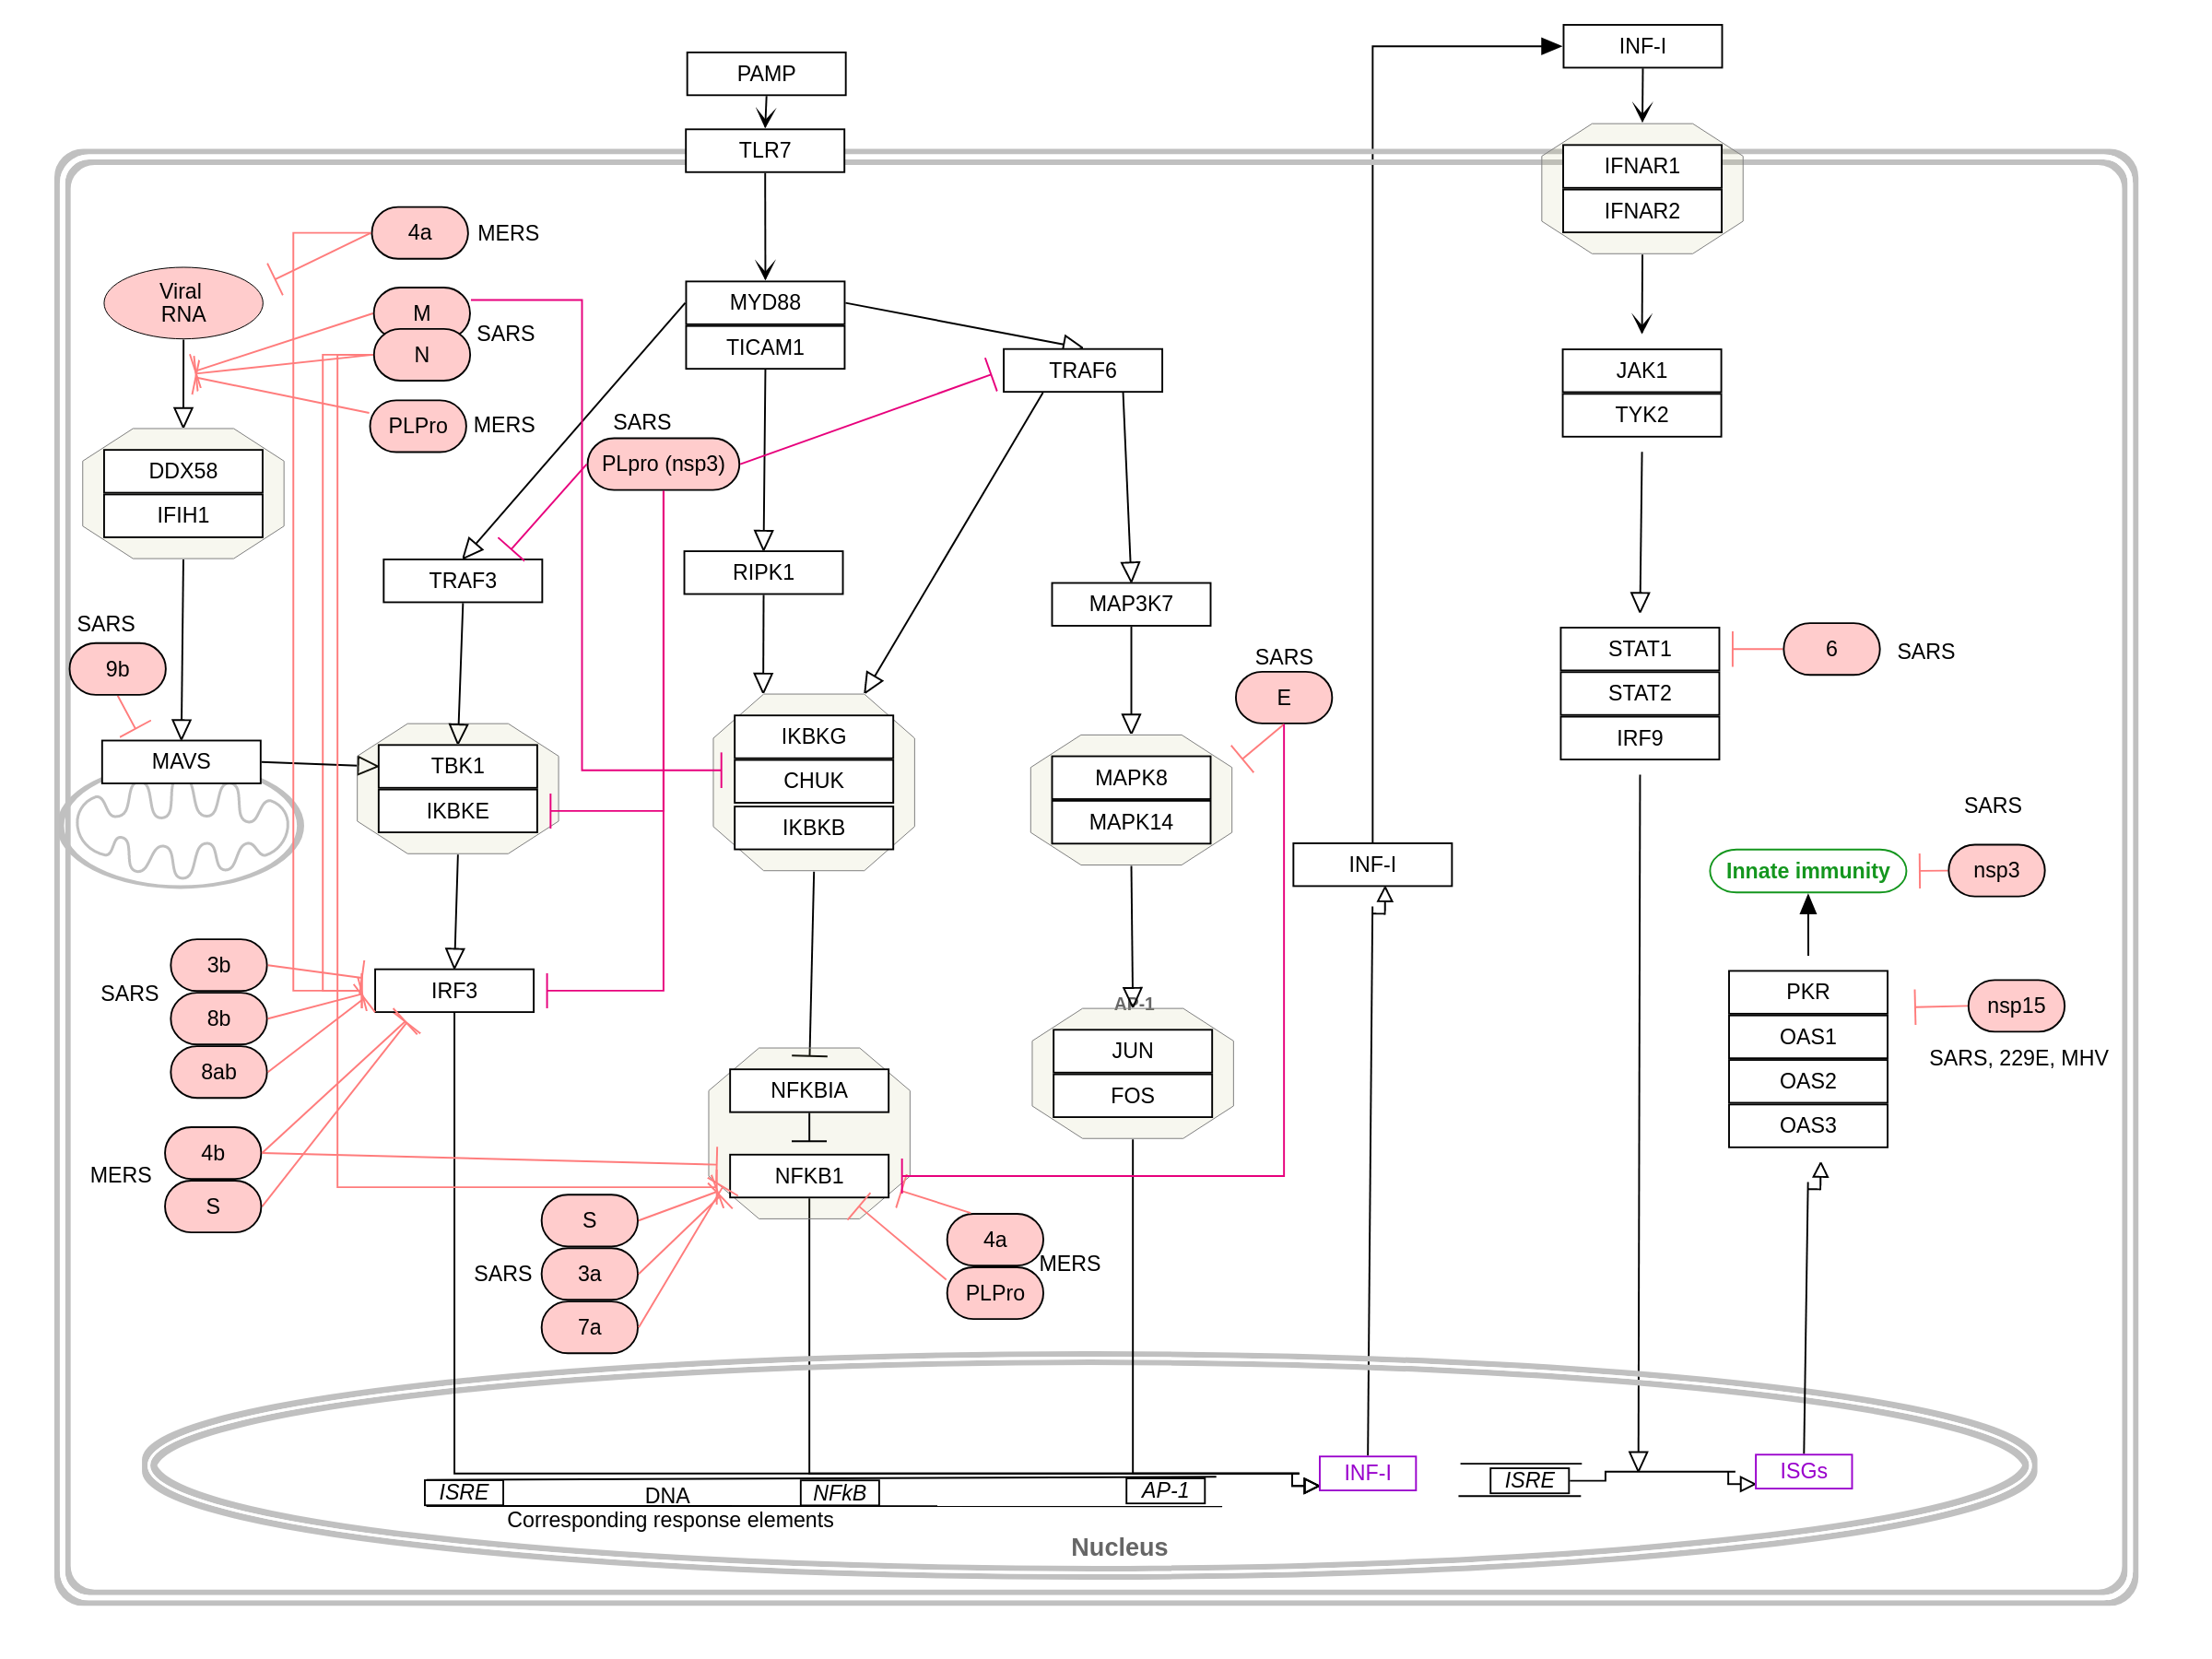 INF-I
PAMP
TLR7
IFNAR1
IFNAR2
4a
MERS
Viral
RNA
M
SARS
N
MYD88
TICAM1
TRAF6
JAK1
TYK2
PLPro
MERS
SARS
PLpro (nsp3)
DDX58
IFIH1
TRAF3
RIPK1
MAP3K7
SARS
9b
STAT1
STAT2
IRF9
6
SARS
SARS
E
MAVS
TBK1
IKBKE
IKBKG
CHUK
IKBKB
MAPK8
MAPK14
INF-I
SARS
Innate immunity
nsp3
3b
SARS
8b
8ab
IRF3
AP-1
JUN
FOS
PKR
OAS1
OAS2
OAS3
nsp15
SARS, 229E, MHV
NFKBIA
NFKB1
4b
MERS
S
S
SARS
3a
7a
4a
MERS
PLPro
INF-I
ISGs
ISRE
DNA
NFkB
AP-1
ISRE
Corresponding response elements
Nucleus